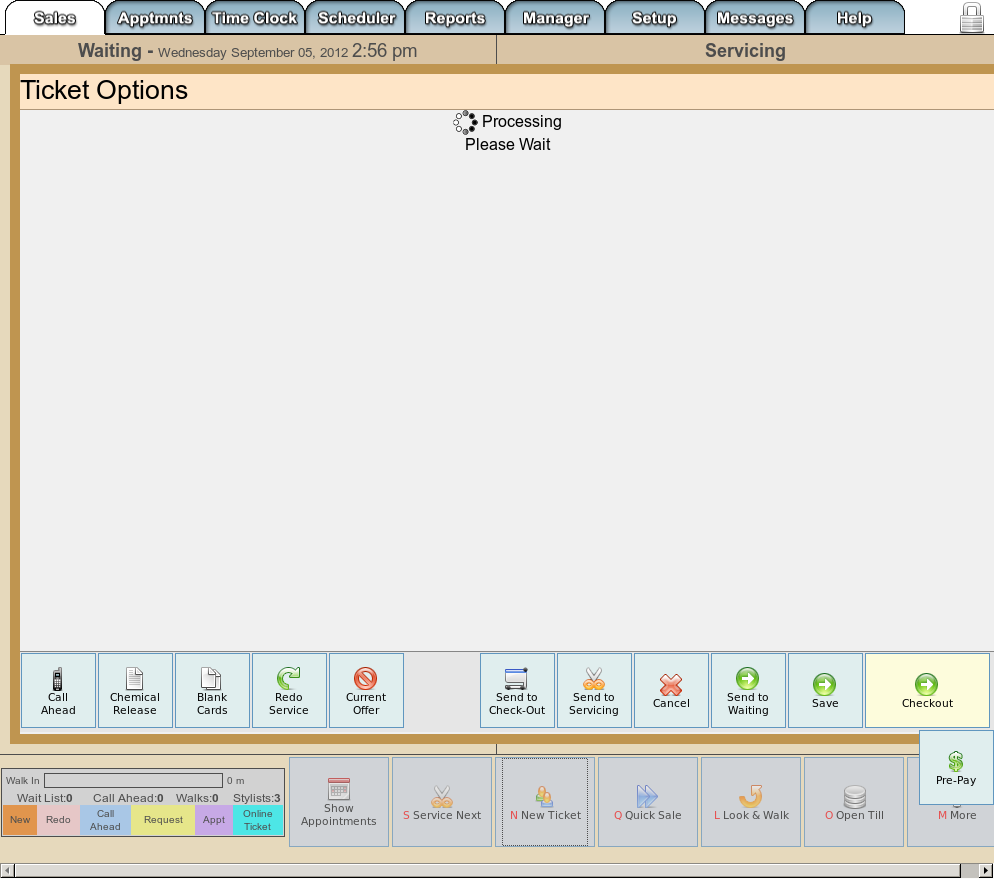 Sales Apptmnts Time Clock Scheduler Reports Manager Setup Messages Help
Waiting - Wednesday September 05, 2012 2:56 pm Servicing
Ticket Options
Processing
Please Wait
Call Ahead
Chemical Release
Blank Cards
Redo Service
Current Offer
Send to Check-Out
Send to Servicing
Cancel
Send to Waiting
Save
Checkout
Pre-Pay
Walk In 0 m
Wait List:0 Call Ahead:0 Walks:0 Stylists:3
New Redo Call Ahead Request Appt Online Ticket
Show Appointments
S Service Next
N New Ticket
Q Quick Sale
L Look & Walk
O Open Till
M More